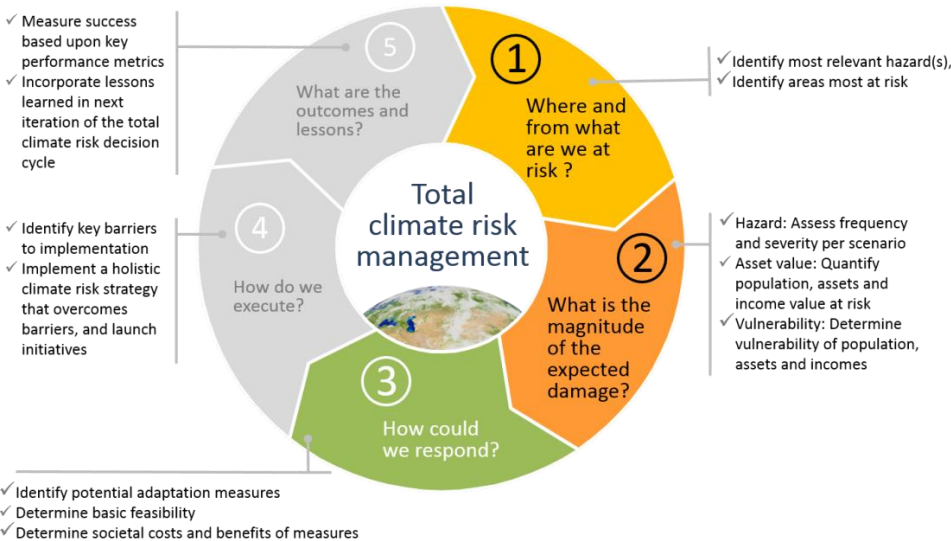 Total
climate risk
management
1
Where and
from what
are we at
risk ?
✓ Identify most relevant hazard(s),
✓ Identify areas most at risk
2
What is the
magnitude
of the
expected
damage?
✓ Hazard: Assess frequency
and severity per scenario
✓ Asset value: Quantify
population, assets and
income value at risk
✓ Vulnerability: Determine
vulnerability of population,
assets and incomes
3
How could
we respond?
✓ Identify potential adaptation measures
✓ Determine basic feasibility
✓ Determine societal costs and benefits of measures
4
How do we
execute?
✓ Identify key barriers
to implementation
✓ Implement a holistic
climate risk strategy
that overcomes
barriers, and launch
initiatives
5
What are the
outcomes and
lessons?
✓ Measure success
based upon key
performance metrics
✓ Incorporate lessons
learned in next
iteration of the total
climate risk decision
cycle